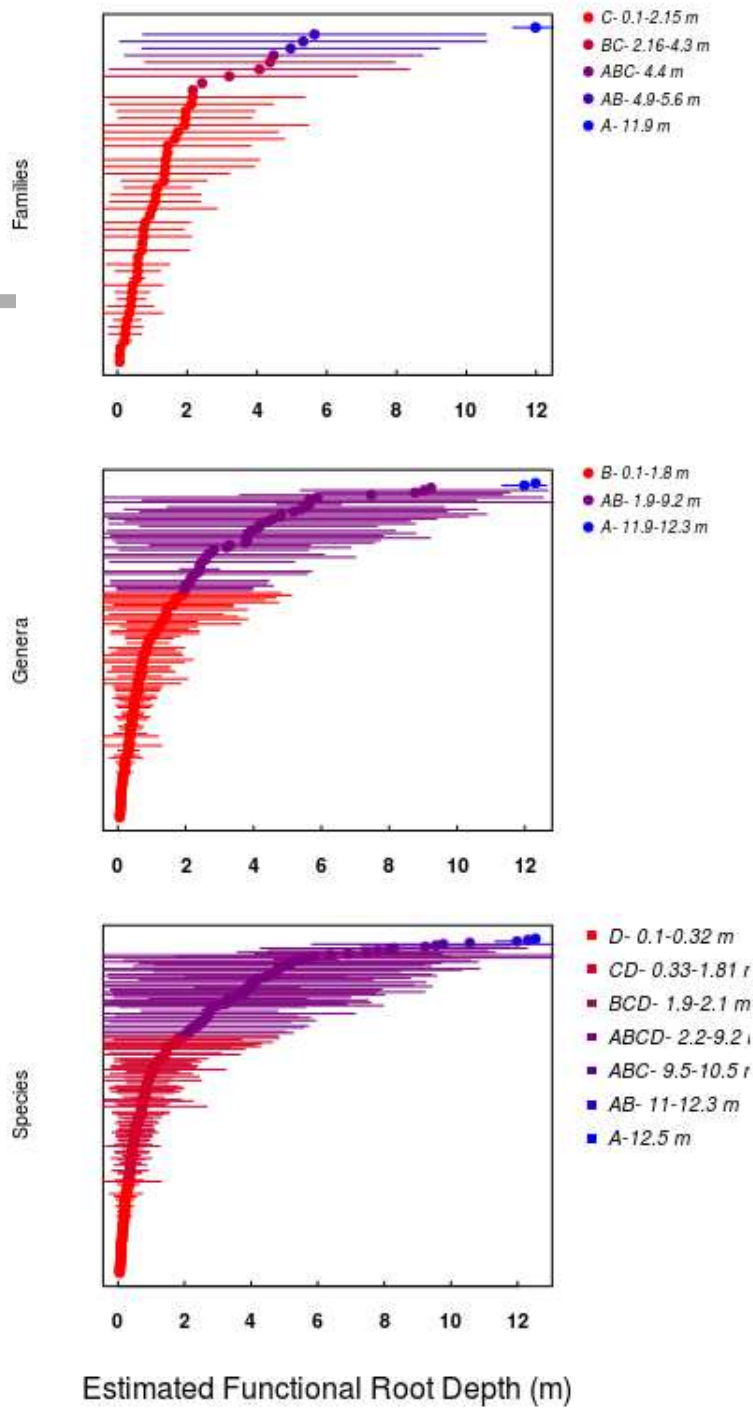 Families
C- 0.1-2.15 m
BC- 2.16-4.3 m
ABC- 4.4 m
AB- 4.9-5.6 m
A- 11.9 m
0 2 4 6 8 10 12
Genera
B- 0.1-1.8 m
AB- 1.9-9.2 m
A- 11.9-12.3 m
0 2 4 6 8 10 12
Species
D- 0.1-0.32 m
CD- 0.33-1.81
BCD- 1.9-2.1 m
ABCD- 2.2-9.2
ABC- 9.5-10.5
AB- 11-12.3 m
A-12.5 m
0 2 4 6 8 10 12
Estimated Functional Root Depth (m)